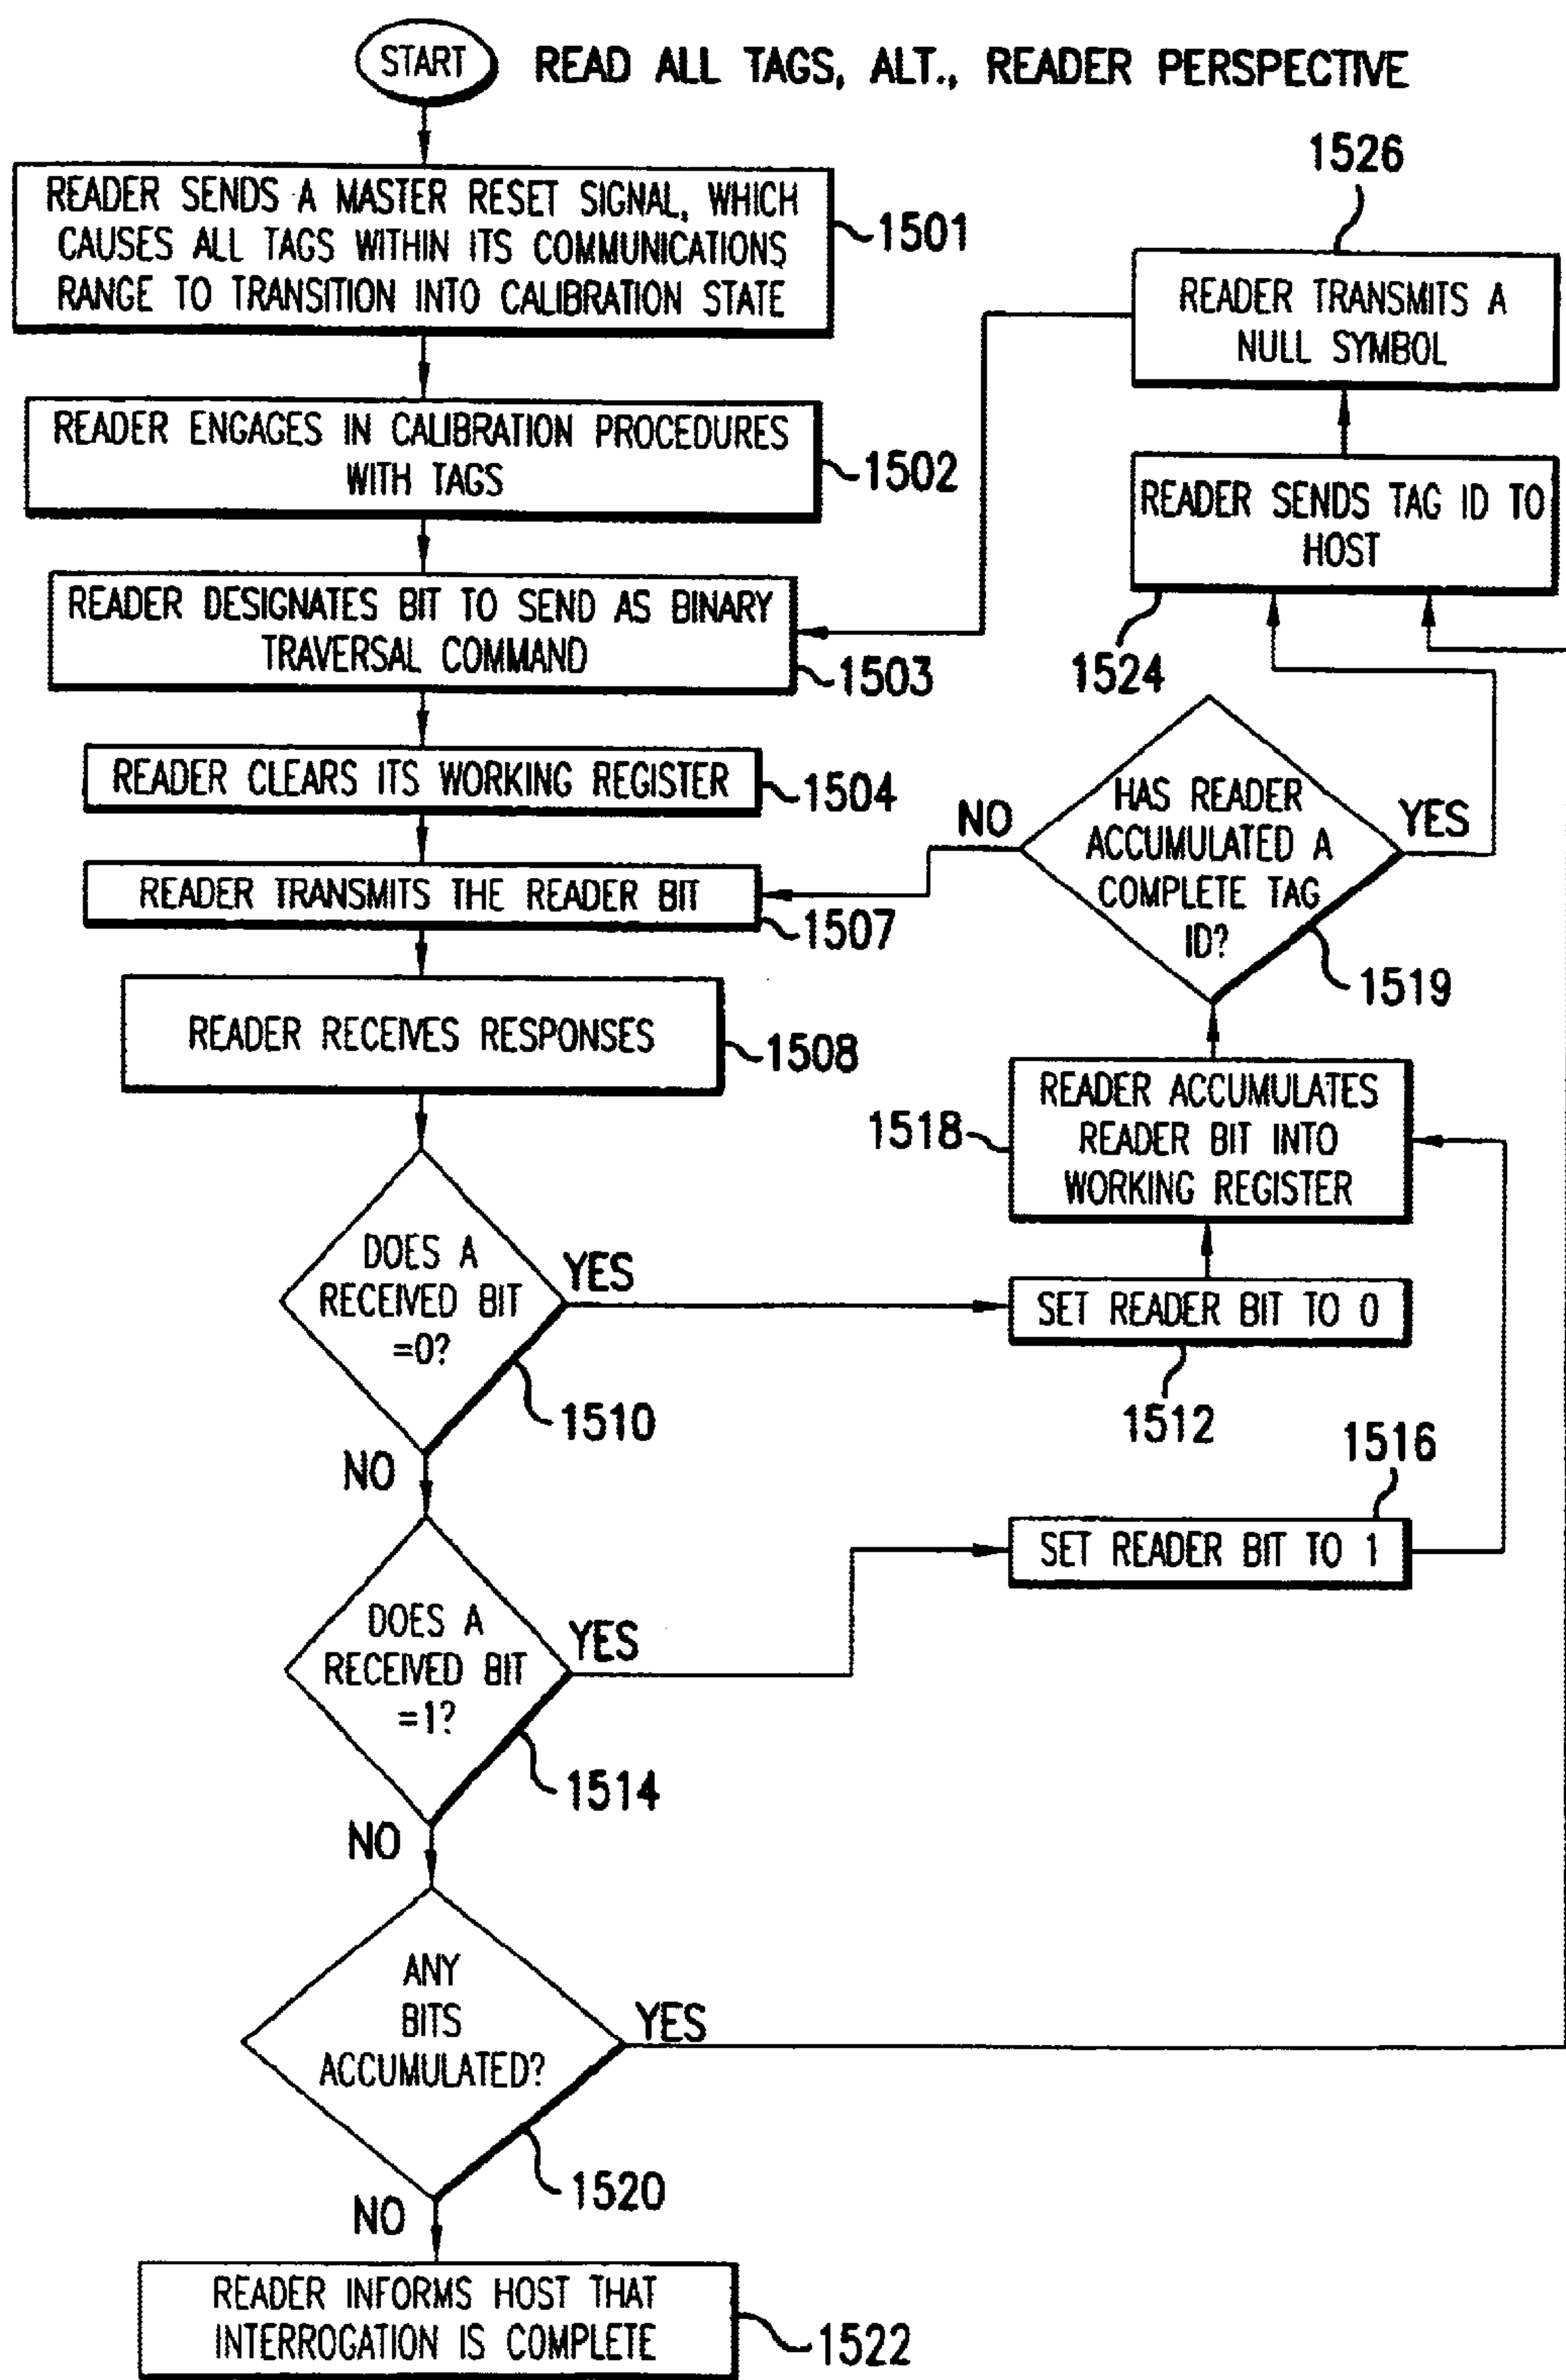 START
READ ALL TAGS, ALT., READER PERSPECTIVE
READER SENDS A MASTER RESET SIGNAL, WHICH
CAUSES ALL TAGS WITHIN ITS COMMUNICATIONS
RANGE TO TRANSITION INTO CALIBRATION STATE
1501
READER ENGAGES IN CALIBRATION PROCEDURES
WITH TAGS
1502
READER DESIGNATES BIT TO SEND AS BINARY
TRAVERSAL COMMAND
1503
READER CLEARS ITS WORKING REGISTER
1504
READER TRANSMITS THE READER BIT
1507
READER RECEIVES RESPONSES
1508
DOES A
RECEIVED BIT
=0?
YES
1510
NO
DOES A
RECEIVED BIT
=1?
YES
1514
NO
ANY
BITS
ACCUMULATED?
YES
1520
NO
READER INFORMS HOST THAT
INTERROGATION IS COMPLETE
1522
1526
READER TRANSMITS A
NULL SYMBOL
READER SENDS TAG ID TO
HOST
1524
HAS READER
ACCUMULATED A
COMPLETE TAG
ID?
NO
YES
1519
READER ACCUMULATES
READER BIT INTO
WORKING REGISTER
1518
SET READER BIT TO 0
1512
1516
SET READER BIT TO 1